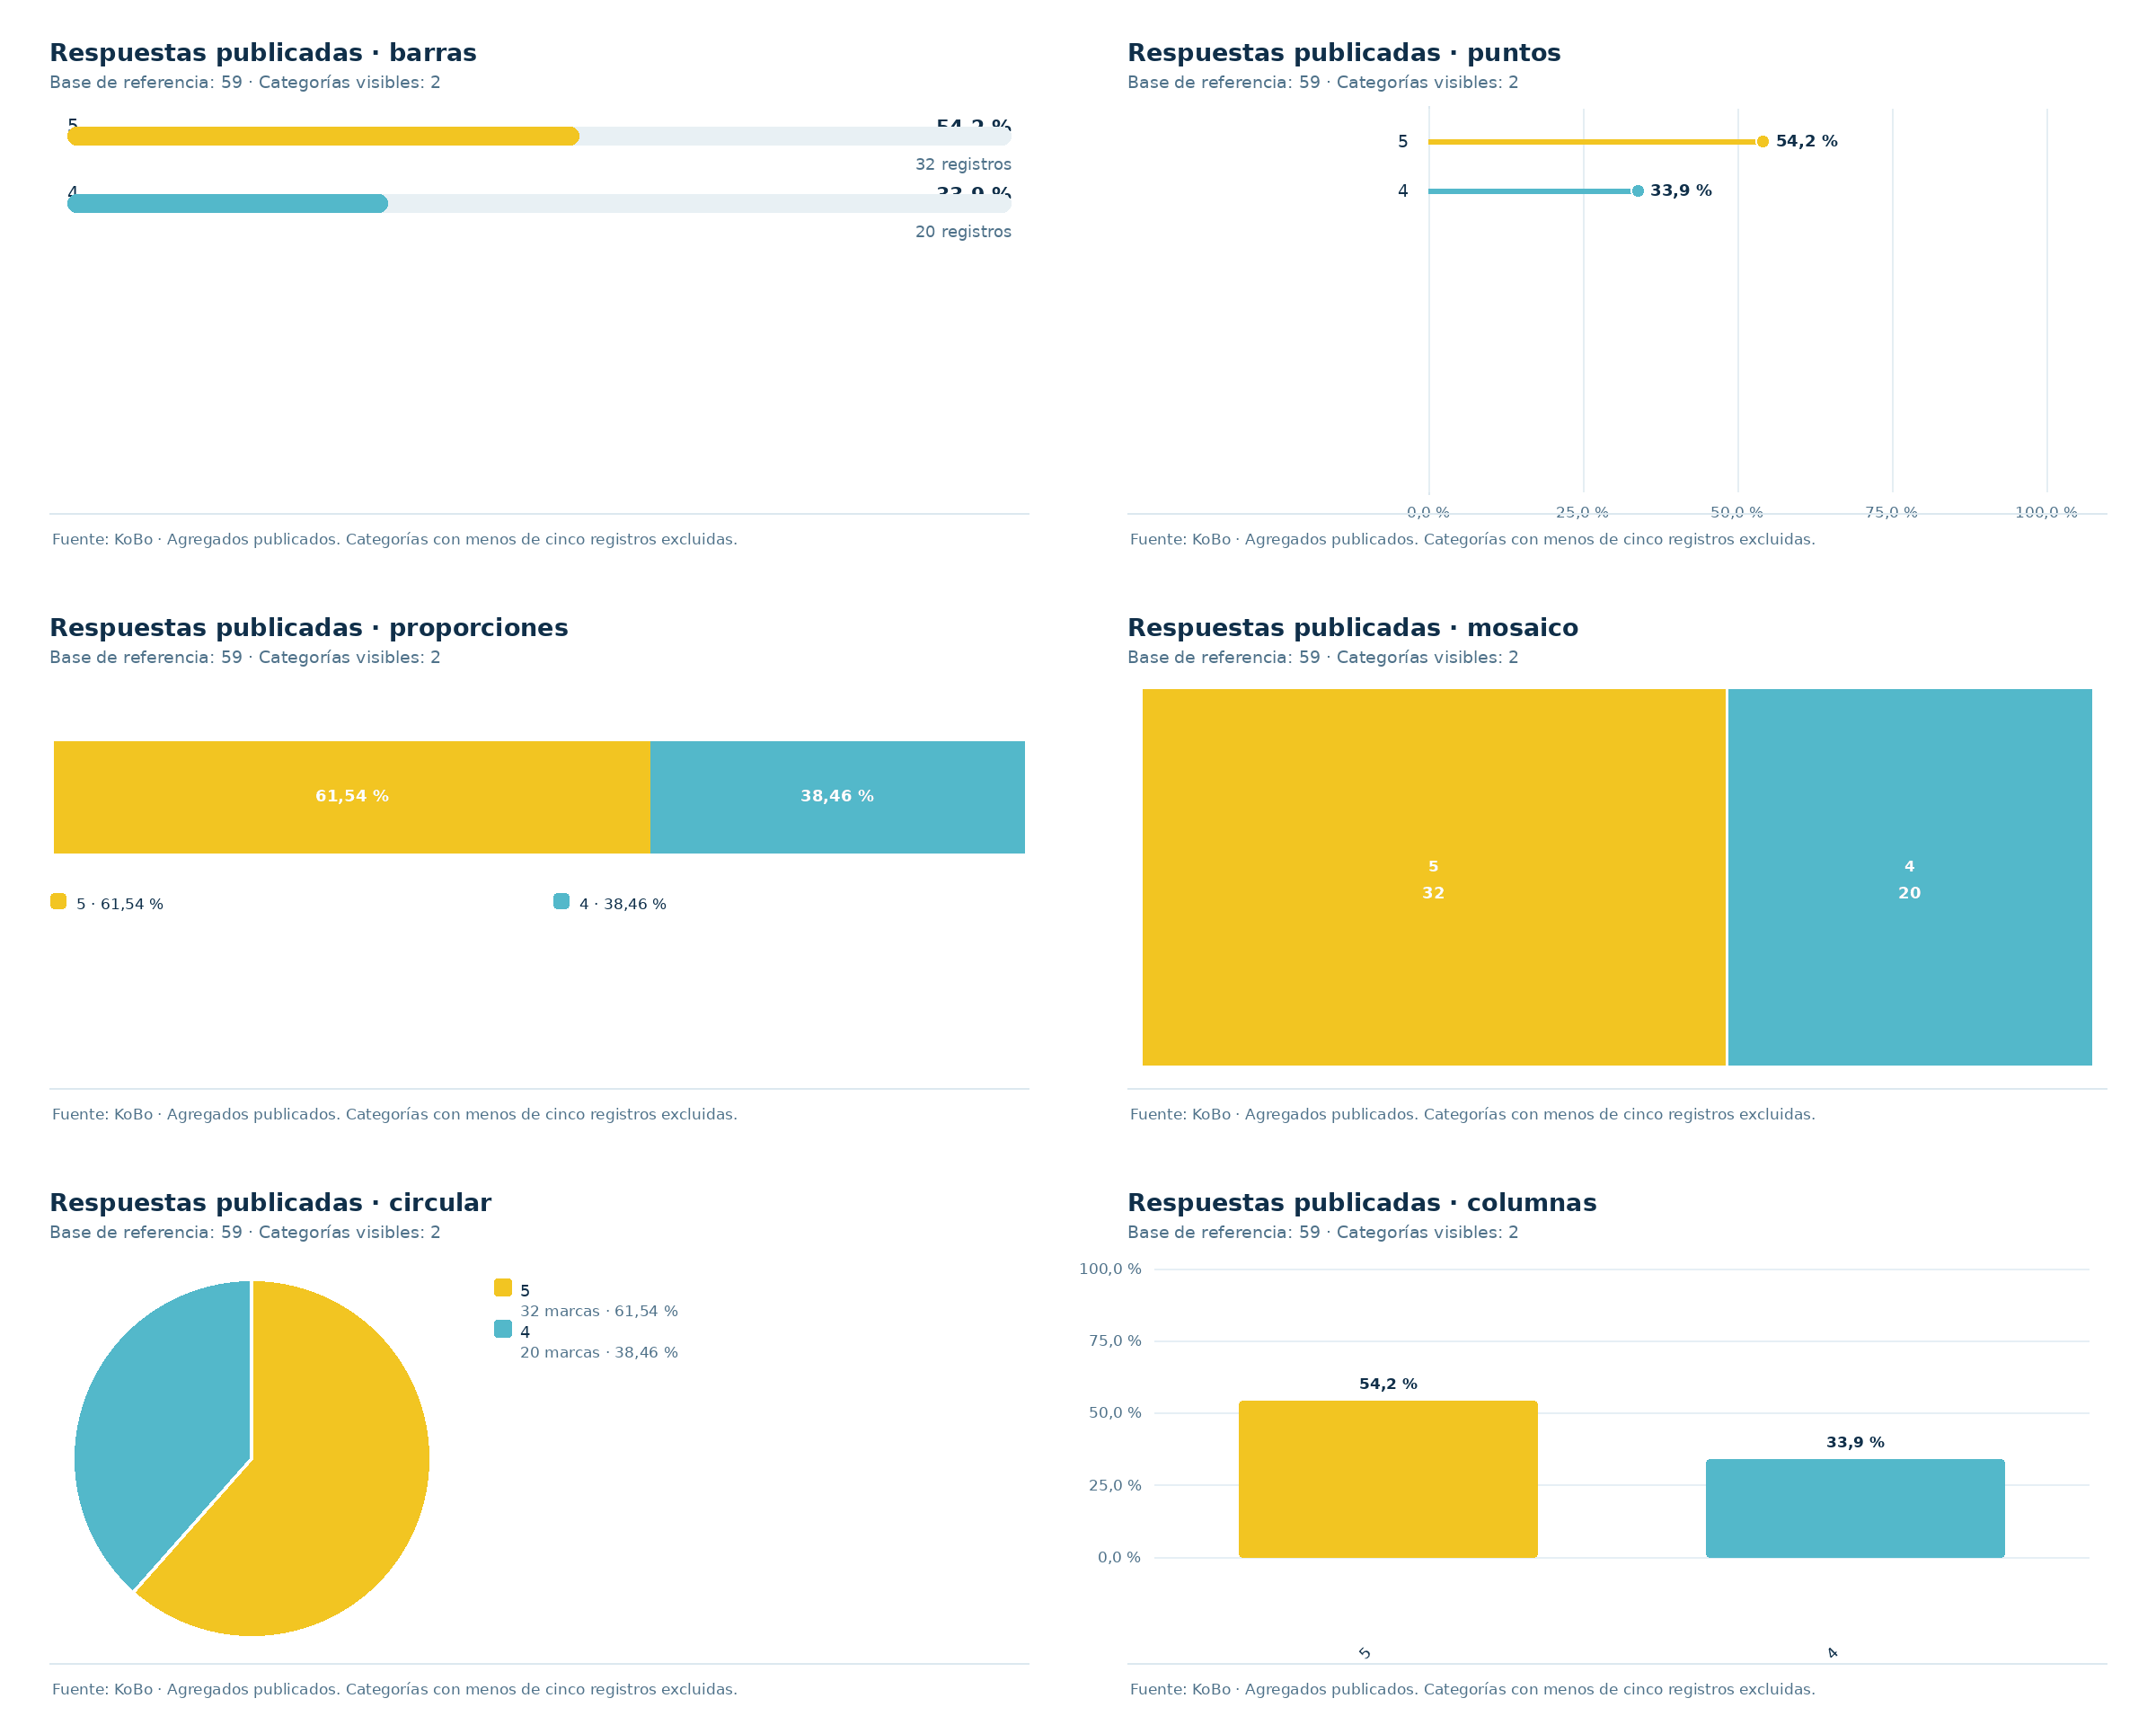 Respuestas publicadas · barras
Base de referencia: 59 · Categorías visibles: 2
5
54,2 %
32 registros
4
33,9 %
20 registros
Fuente: KoBo · Agregados publicados. Categorías con menos de cinco registros excluidas.
Respuestas publicadas · puntos
Base de referencia: 59 · Categorías visibles: 2
5
54,2 %
4
33,9 %
0,0 %
25,0 %
50,0 %
75,0 %
100,0 %
Fuente: KoBo · Agregados publicados. Categorías con menos de cinco registros excluidas.
Respuestas publicadas · proporciones
Base de referencia: 59 · Categorías visibles: 2
61,54 %
38,46 %
5 · 61,54 %
4 · 38,46 %
Fuente: KoBo · Agregados publicados. Categorías con menos de cinco registros excluidas.
Respuestas publicadas · mosaico
Base de referencia: 59 · Categorías visibles: 2
5
32
4
20
Fuente: KoBo · Agregados publicados. Categorías con menos de cinco registros excluidas.
Respuestas publicadas · circular
Base de referencia: 59 · Categorías visibles: 2
5
32 marcas · 61,54 %
4
20 marcas · 38,46 %
Fuente: KoBo · Agregados publicados. Categorías con menos de cinco registros excluidas.
Respuestas publicadas · columnas
Base de referencia: 59 · Categorías visibles: 2
100,0 %
75,0 %
50,0 %
25,0 %
0,0 %
54,2 %
33,9 %
5
4
Fuente: KoBo · Agregados publicados. Categorías con menos de cinco registros excluidas.